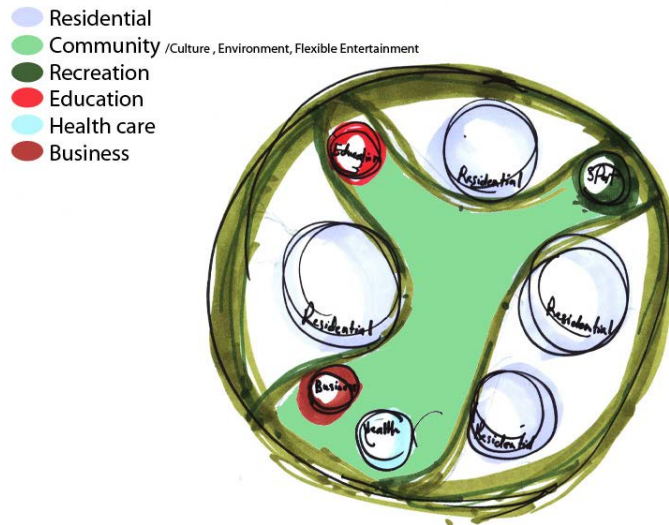 Residential
Community /Culture , Environment, Flexible Entertainment
Recreation
Education
Health care
Business
Education
Residential
Sport
Residential
Residential
Business
Health
Residential